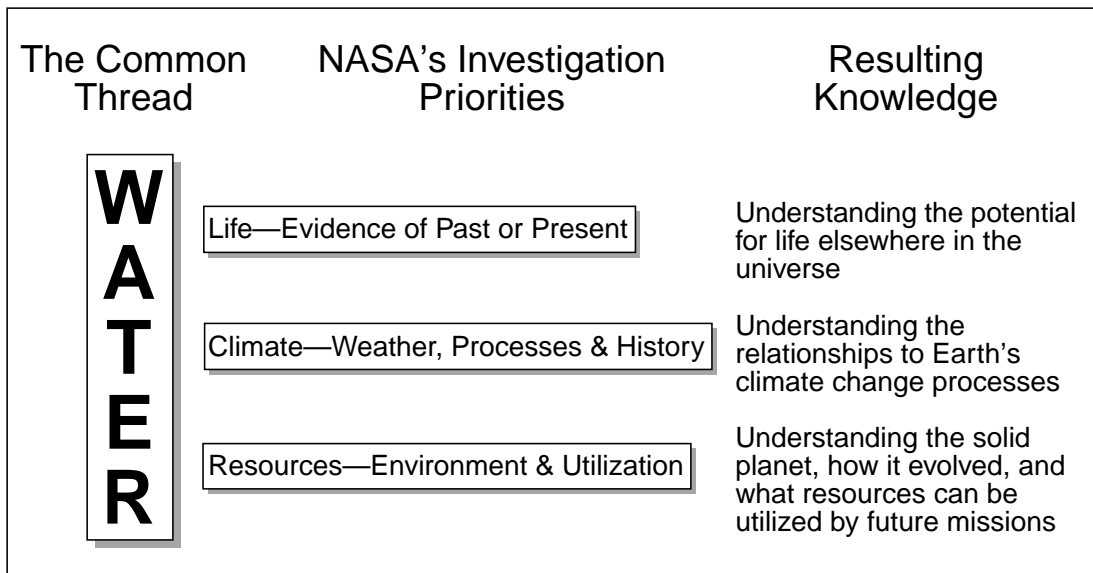 The Common
Thread
NASA’s Investigation
Priorities
Resulting
Knowledge
WATER
Life—Evidence of Past or Present
Understanding the potential
for life elsewhere in the
universe
Climate—Weather, Processes & History
Understanding the
relationships to Earth’s
climate change processes
Resources—Environment & Utilization
Understanding the solid
planet, how it evolved, and
what resources can be
utilized by future missions